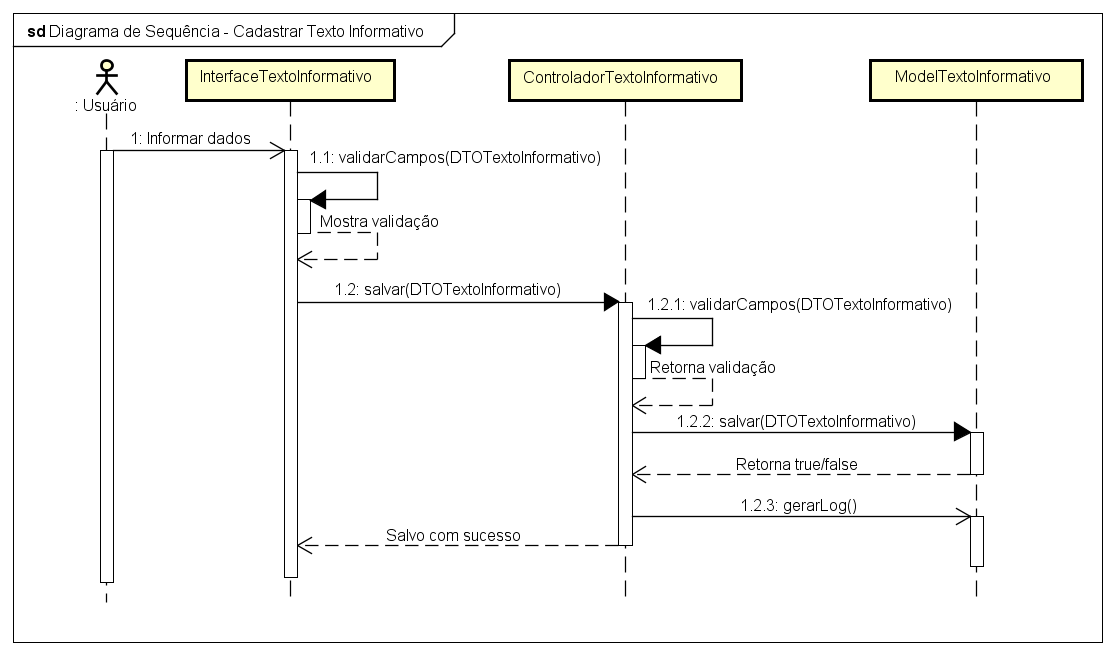 sd Diagrama de Sequência - Cadastrar Texto Informativo
: Usuário
InterfaceTextoInformativo
ControladorTextoInformativo
ModelTextoInformativo
1: Informar dados
1.1: validarCampos(DTOTextoInformativo)
Mostra validação
1.2: salvar(DTOTextoInformativo)
1.2.1: validarCampos(DTOTextoInformativo)
Retorna validação
1.2.2: salvar(DTOTextoInformativo)
Retorna true/false
1.2.3: gerarLog()
Salvo com sucesso